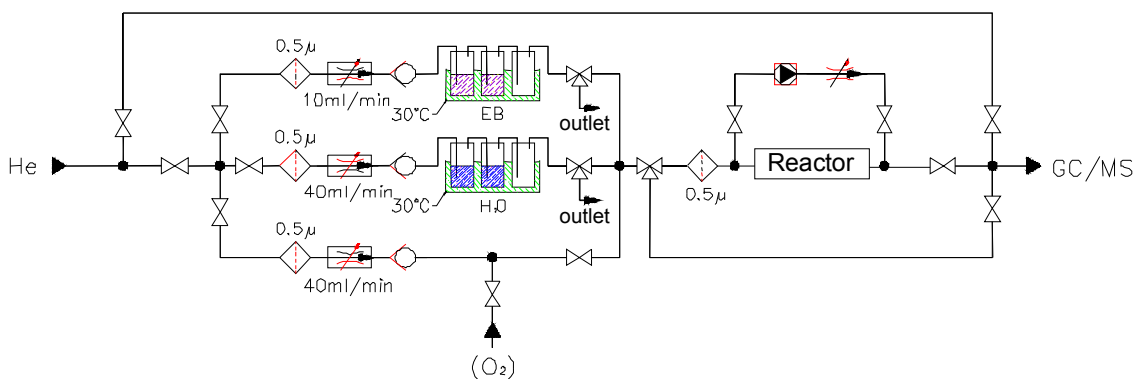 0.5μ
10ml/min
30°C
EB
outlet
He
0.5μ
40ml/min
30°C
H₂O
outlet
0.5μ
Reactor
GC/MS
0.5μ
40ml/min
(O₂)